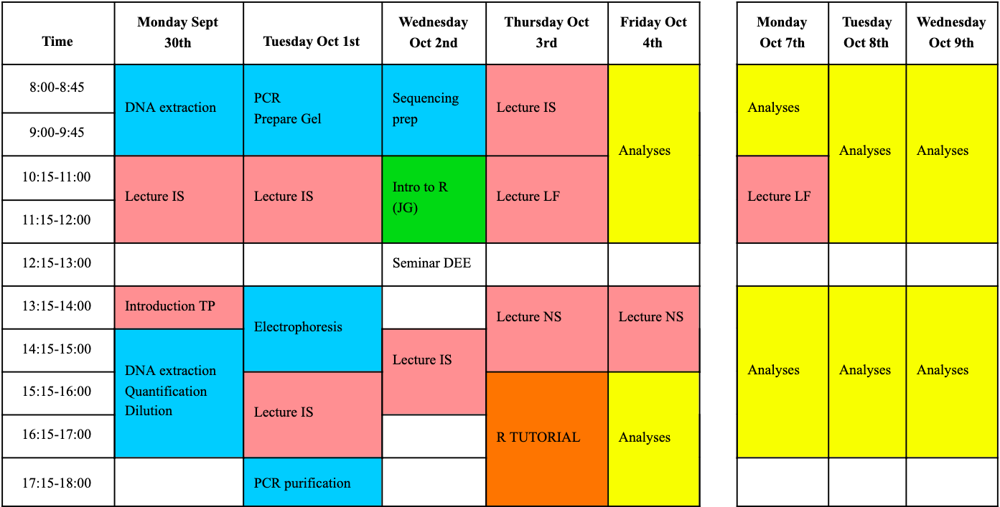 Time
Monday Sept
30th
Tuesday Oct 1st
Wednesday
Oct 2nd
Thursday Oct
3rd
Friday Oct
4th
Monday
Oct 7th
Tuesday
Oct 8th
Wednesday
Oct 9th
8:00-8:45
9:00-9:45
DNA extraction
PCR
Prepare Gel
Sequencing
prep
Lecture IS
Analyses
Analyses
Analyses
Analyses
10:15-11:00
11:15-12:00
Lecture IS
Lecture IS
Intro to R
(JG)
Lecture LF
Lecture LF
12:15-13:00
Seminar DEE
13:15-14:00
Introduction TP
Electrophoresis
Lecture NS
Lecture NS
14:15-15:00
DNA extraction
Quantification
Dilution
Lecture IS
Analyses
Analyses
Analyses
15:15-16:00
Lecture IS
R TUTORIAL
Analyses
16:15-17:00
17:15-18:00
PCR purification